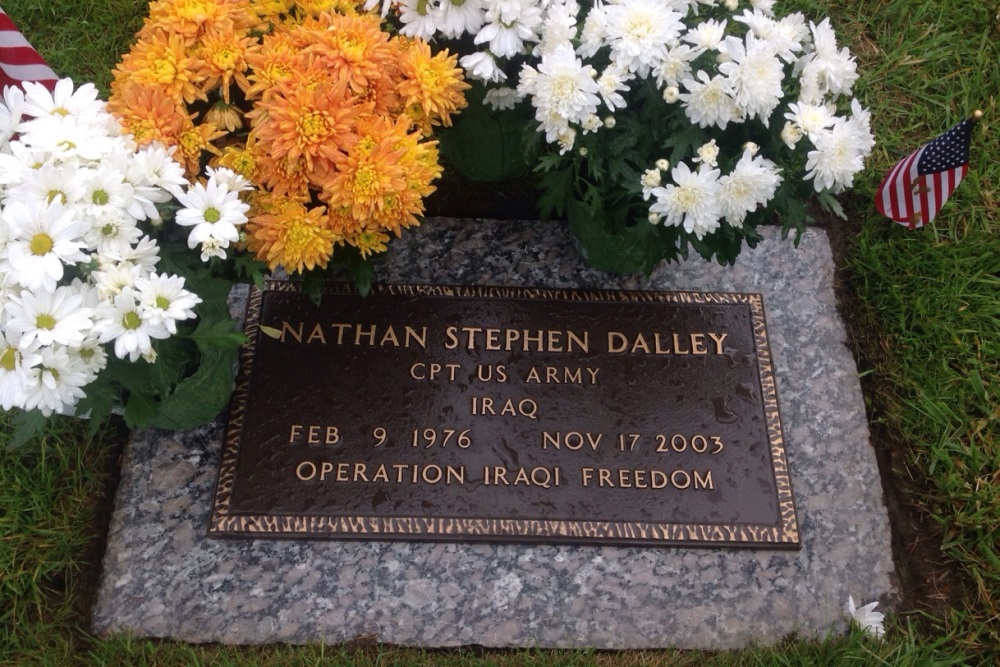 NATHAN STEPHEN DALLEY
CPT US ARMY
IRAQ
FEB 9 1976 NOV 17 2003
OPERATION IRAQI FREEDOM